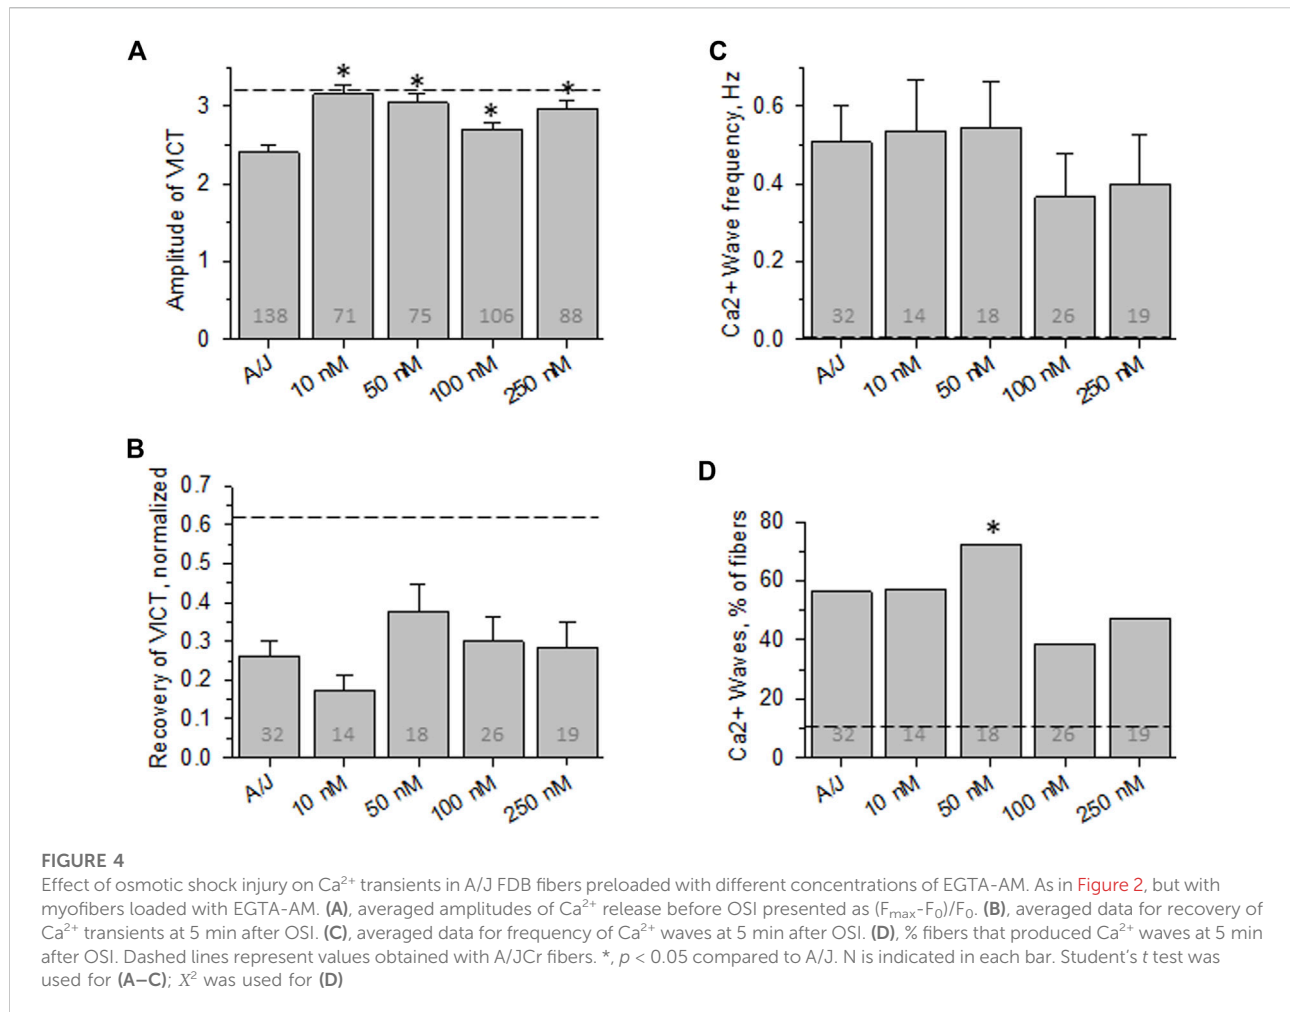 A
Amplitude of VICT
3
2
1
0
* * * *
138 71 75 106 88
A/J 10 nM 50 nM 100 nM 250 nM
C
Ca2+ Wave frequency, Hz
0.6
0.4
0.2
0.0
32 14 18 26 19
A/J 10 nM 50 nM 100 nM 250 nM
B
Recovery of VICT, normalized
0.7
0.6
0.5
0.4
0.3
0.2
0.1
0.0
32 14 18 26 19
A/J 10 nM 50 nM 100 nM 250 nM
D
Ca2+ Waves, % of fibers
80
60
40
20
0
*
32 14 18 26 19
A/J 10 nM 50 nM 100 nM 250 nM
FIGURE 4
Effect of osmotic shock injury on Ca²⁺ transients in A/J FDB fibers preloaded with different concentrations of EGTA-AM. As in Figure 2, but with
myofibers loaded with EGTA-AM. (A), averaged amplitudes of Ca²⁺ release before OSI presented as (Fmax-F₀)/F₀. (B), averaged data for recovery of
Ca²⁺ transients at 5 min after OSI. (C), averaged data for frequency of Ca²⁺ waves at 5 min after OSI. (D), % fibers that produced Ca²⁺ waves at 5 min
after OSI. Dashed lines represent values obtained with A/JCr fibers. *, p < 0.05 compared to A/J. N is indicated in each bar. Student's t test was
used for (A–C); X² was used for (D)